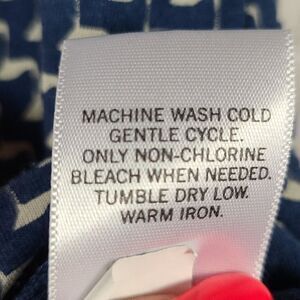 MACHINE WASH COLD
GENTLE CYCLE.
ONLY NON-CHLORINE
BLEACH WHEN NEEDED.
TUMBLE DRY LOW.
WARM IRON.